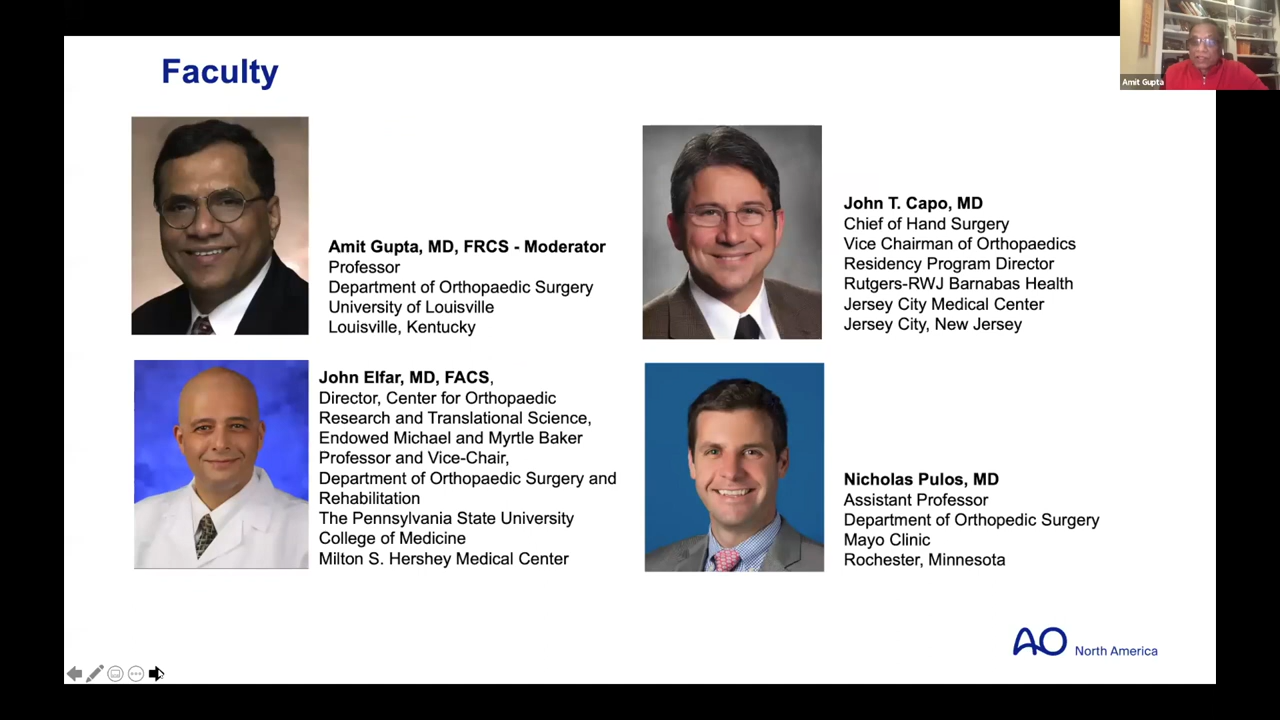 Faculty
Amit Gupta
Amit Gupta, MD, FRCS - Moderator
Professor
Department of Orthopaedic Surgery
University of Louisville
Louisville, Kentucky
John T. Capo, MD
Chief of Hand Surgery
Vice Chairman of Orthopaedics
Residency Program Director
Rutgers-RWJ Barnabas Health
Jersey City Medical Center
Jersey City, New Jersey
John Elfar, MD, FACS,
Director, Center for Orthopaedic
Research and Translational Science,
Endowed Michael and Myrtle Baker
Professor and Vice-Chair,
Department of Orthopaedic Surgery and
Rehabilitation
The Pennsylvania State University
College of Medicine
Milton S. Hershey Medical Center
Nicholas Pulos, MD
Assistant Professor
Department of Orthopedic Surgery
Mayo Clinic
Rochester, Minnesota
AO North America